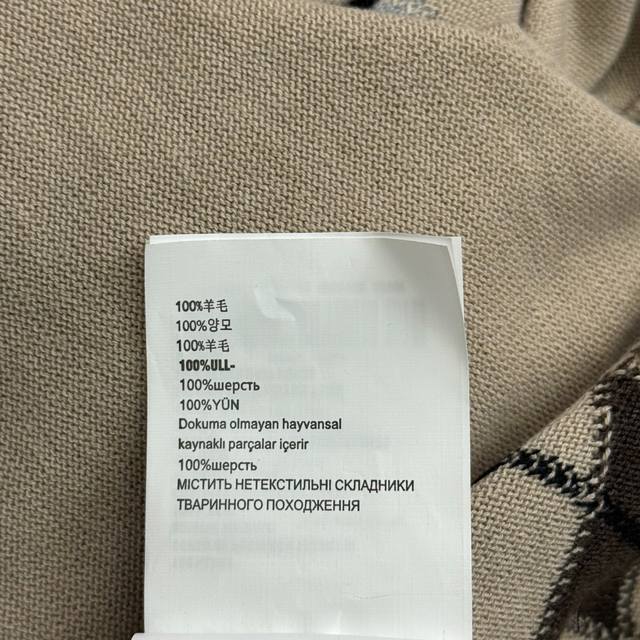 100%羊毛
100%양모
100%羊毛
100%ULL-
100%шерсть
100%YÜN
Dokuma olmayan hayvansal
kaynaklı parçalar içerir
100%шерсть
МІСТИТЬ НЕТЕКСТИЛЬНІ СКЛАДНИКИ
ТВАРИННОГО ПОХОДЖЕННЯ